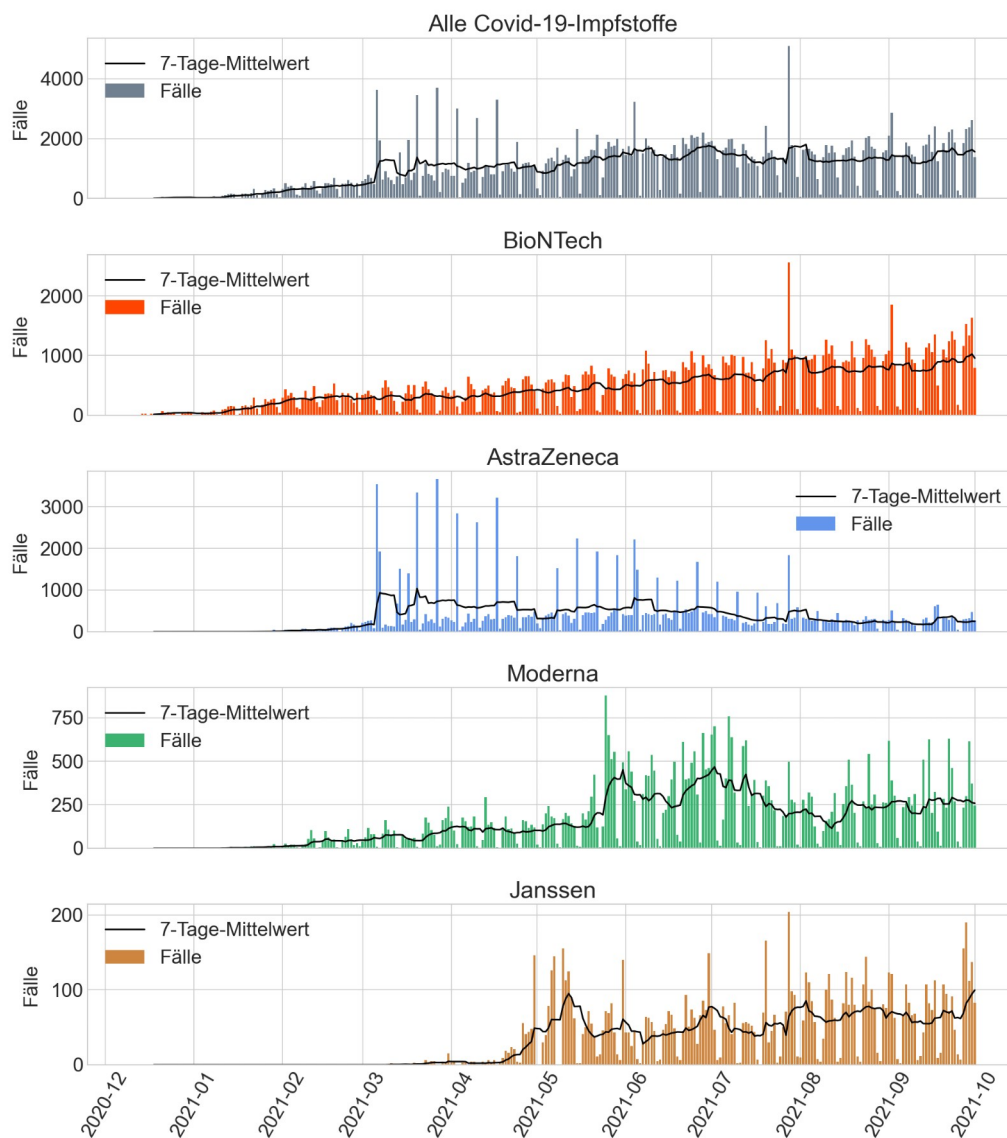 Alle Covid-19-Impfstoffe
Fälle
4000
2000
0
7-Tage-Mittelwert
Fälle
BioNTech
Fälle
2000
1000
0
7-Tage-Mittelwert
Fälle
AstraZeneca
Fälle
3000
2000
1000
0
7-Tage-Mittelwert
Fälle
Moderna
Fälle
750
500
250
0
7-Tage-Mittelwert
Fälle
Janssen
Fälle
200
100
0
7-Tage-Mittelwert
Fälle
2020-12
2021-01
2021-02
2021-03
2021-04
2021-05
2021-06
2021-07
2021-08
2021-09
2021-10